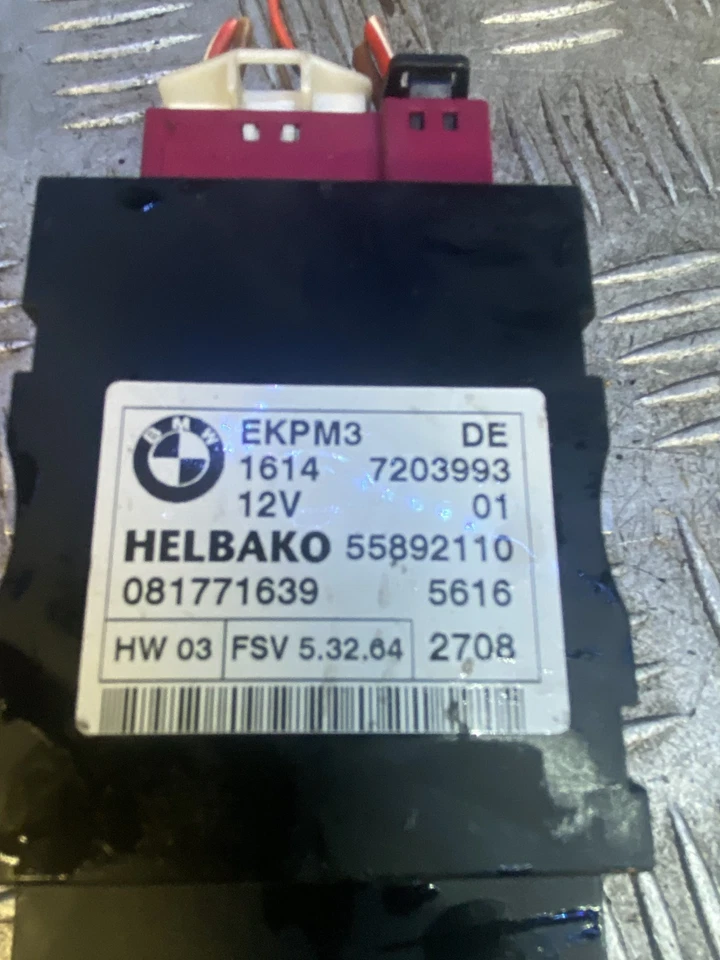 BMW
EKPM3 DE
1614 7203993
12V 01
HELBAKO 55892110
081771639 5616
HW 03 FSV 5.32.64 2708